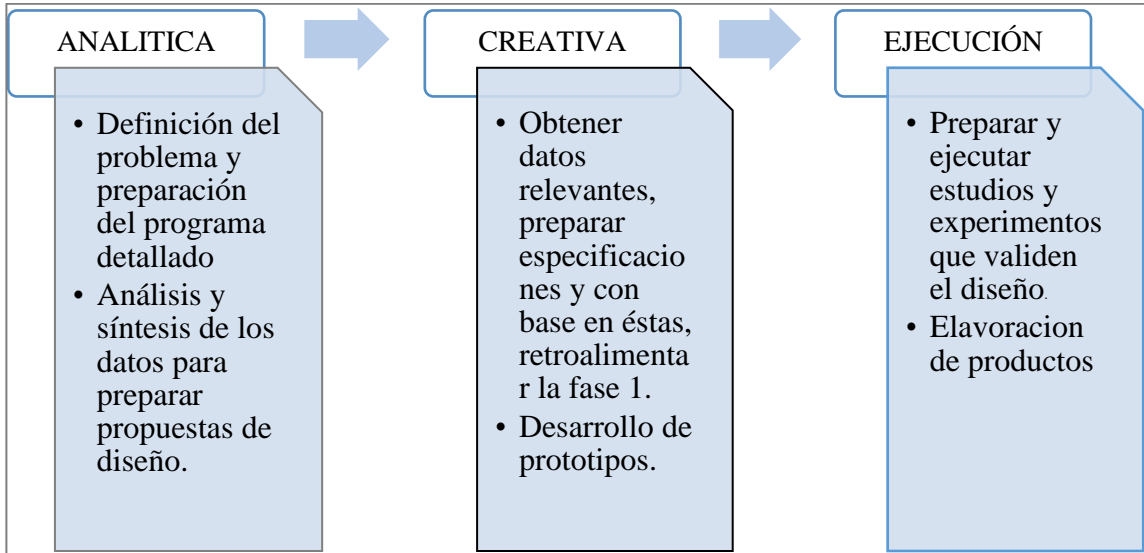 ANALITICA
• Definición del
problema y
preparación
del programa
detallado
• Análisis y
síntesis de los
datos para
preparar
propuestas de
diseño.
CREATIVA
• Obtener
datos
relevantes,
preparar
especificacio
nes y con
base en éstas,
retroalimenta
r la fase 1.
• Desarrollo de
prototipos.
EJECUCIÓN
• Preparar y
ejecutar
estudios y
experimentos
que validen
el diseño.
• Elavoracion
de productos